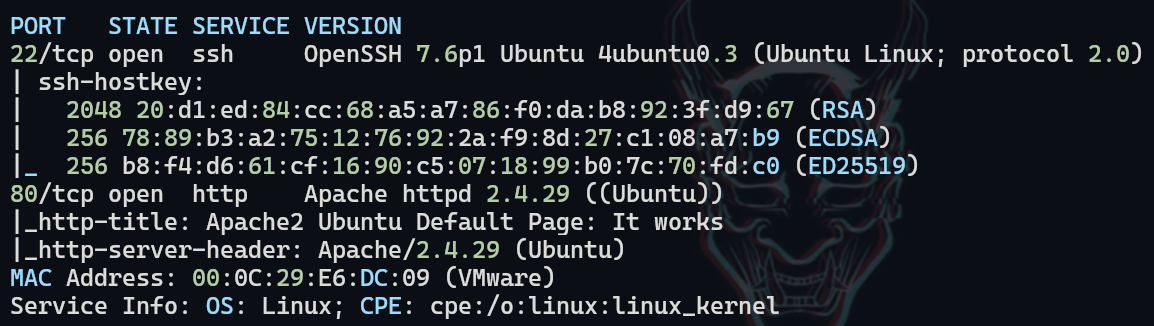 PORT   STATE SERVICE VERSION
22/tcp open  ssh     OpenSSH 7.6p1 Ubuntu 4ubuntu0.3 (Ubuntu Linux; protocol 2.0)
| ssh-hostkey:
|   2048 20:d1:ed:84:cc:68:a5:a7:86:f0:da:b8:92:3f:d9:67 (RSA)
|   256 78:89:b3:a2:75:12:76:92:2a:f9:8d:27:c1:08:a7:b9 (ECDSA)
|_  256 b8:f4:d6:61:cf:16:90:c5:07:18:99:b0:7c:70:fd:c0 (ED25519)
80/tcp open  http    Apache httpd 2.4.29 ((Ubuntu))
|_http-title: Apache2 Ubuntu Default Page: It works
|_http-server-header: Apache/2.4.29 (Ubuntu)
MAC Address: 00:0C:29:E6:DC:09 (VMware)
Service Info: OS: Linux; CPE: cpe:/o:linux:linux_kernel